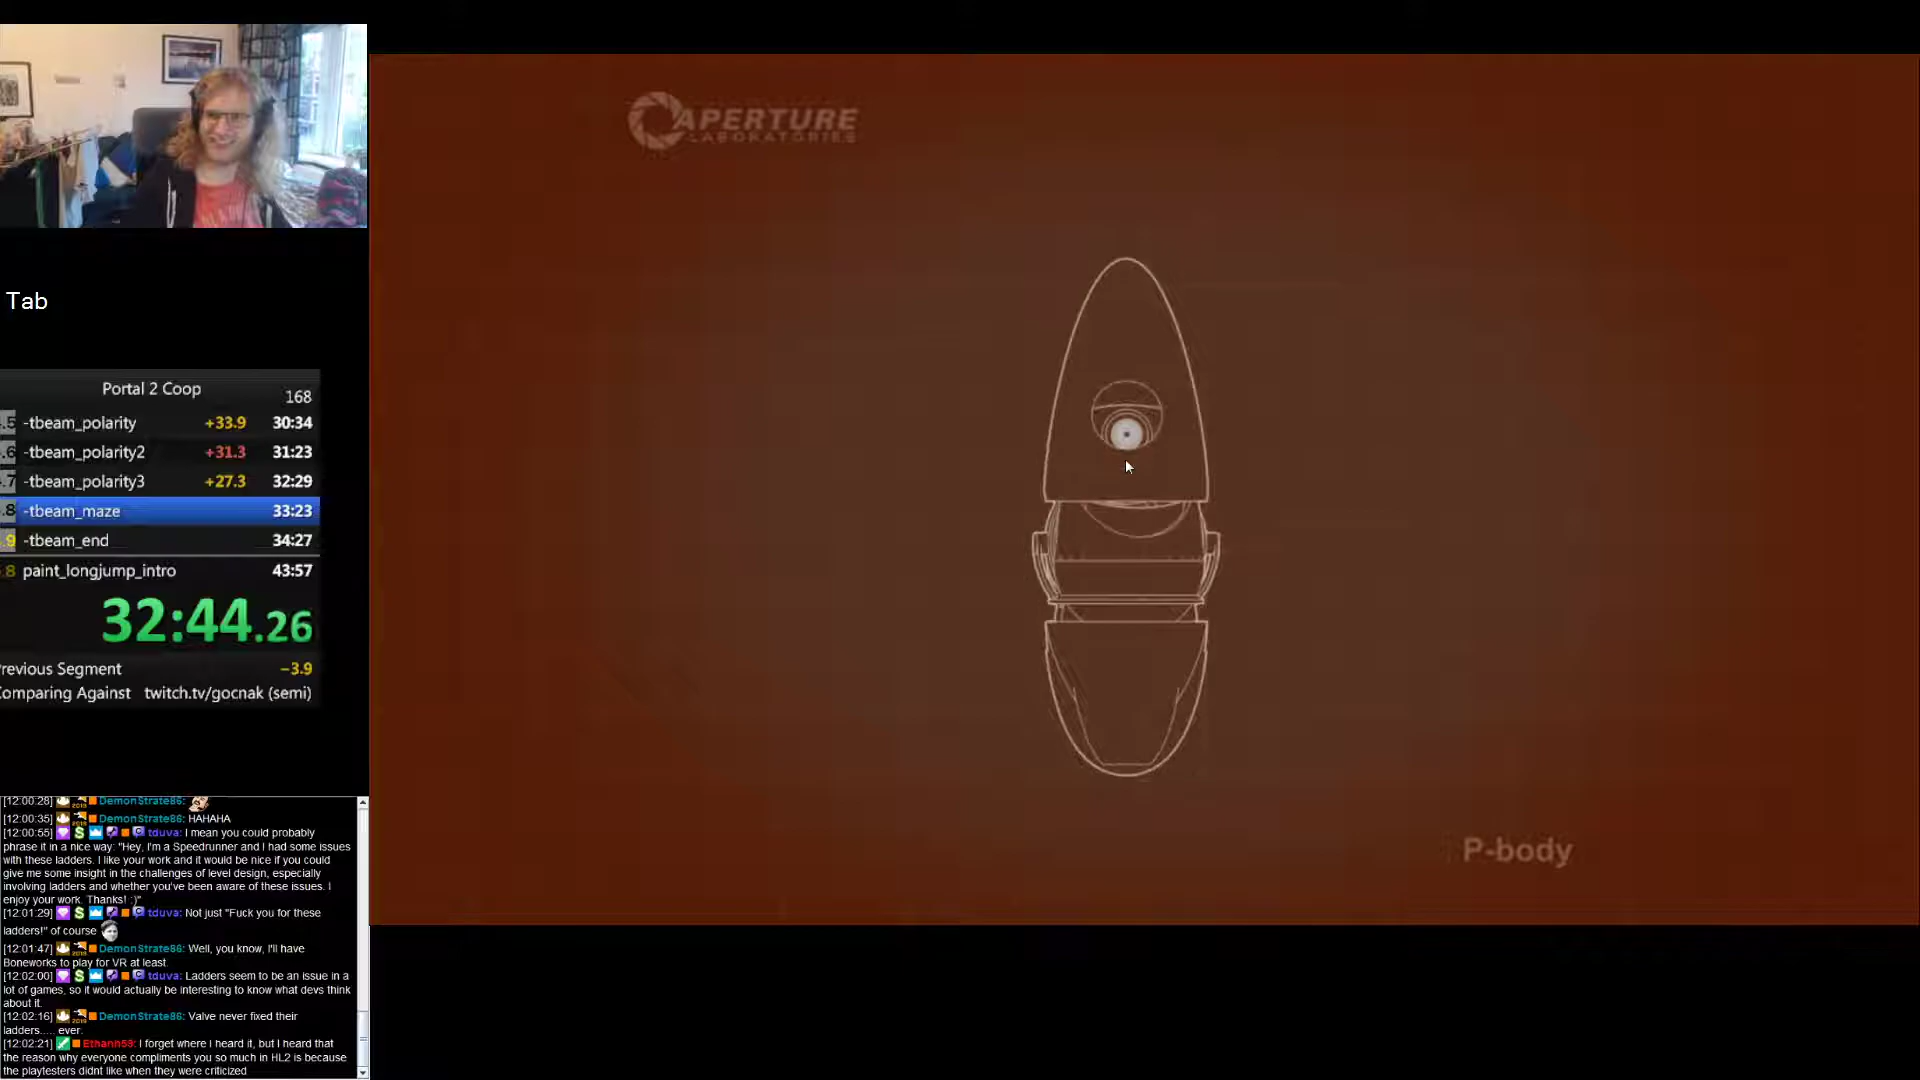 APERTURE
LABORATORIES
Tab
Portal 2 Coop
168
.5 -tbeam_polarity +33.9 30:34
.6 -tbeam_polarity2 +31.3 31:23
.7 -tbeam_polarity3 +27.3 32:29
.8 -tbeam_maze 33:23
.9 -tbeam_end 34:27
.8 paint_longjump_intro 43:57
32:44.26
revious Segment −3.9
omparing Against twitch.tv/gocnak (semi)
P-body
[12:00:28] DemonStrate86:
[12:00:35] DemonStrate86: HAHAHA
[12:00:55] tduva: I mean you could probably
phrase it in a nice way: "Hey, I'm a Speedrunner and I had some issues
with these ladders. I like your work and it would be nice if you could
give me some insight in the challenges of level design, especially
involving ladders and whether you've been aware of these issues. I
enjoy your work. Thanks! :)"
[12:01:29] tduva: Not just "Fuck you for these
ladders!" of course
[12:01:47] DemonStrate86: Well, you know, I'll have
Boneworks to play for VR at least.
[12:02:00] tduva: Ladders seem to be an issue in a
lot of games, so it would actually be interesting to know what devs think
about it.
[12:02:16] DemonStrate86: Valve never fixed their
ladders..... ever.
[12:02:21] Ethann59: I forget where I heard it, but I heard that
the reason why everyone compliments you so much in HL2 is because
the playtesters didnt like when they were criticized